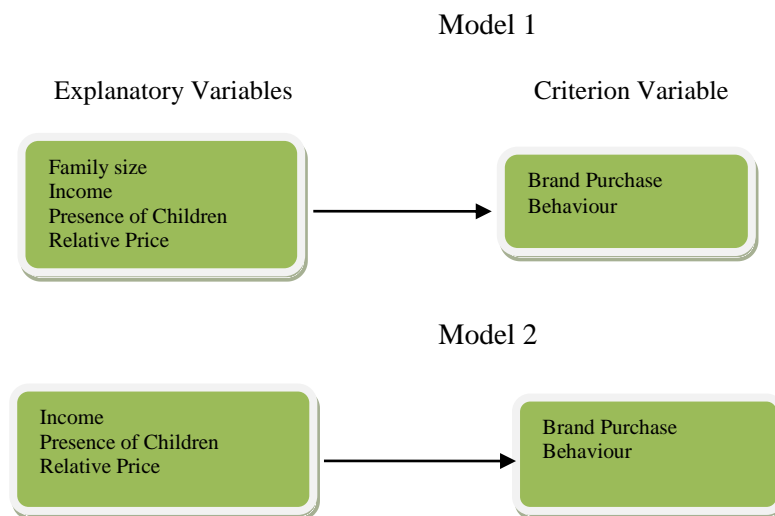 Model 1
Explanatory Variables
Criterion Variable
Family size
Income
Presence of Children
Relative Price
Brand Purchase
Behaviour
Model 2
Income
Presence of Children
Relative Price
Brand Purchase
Behaviour